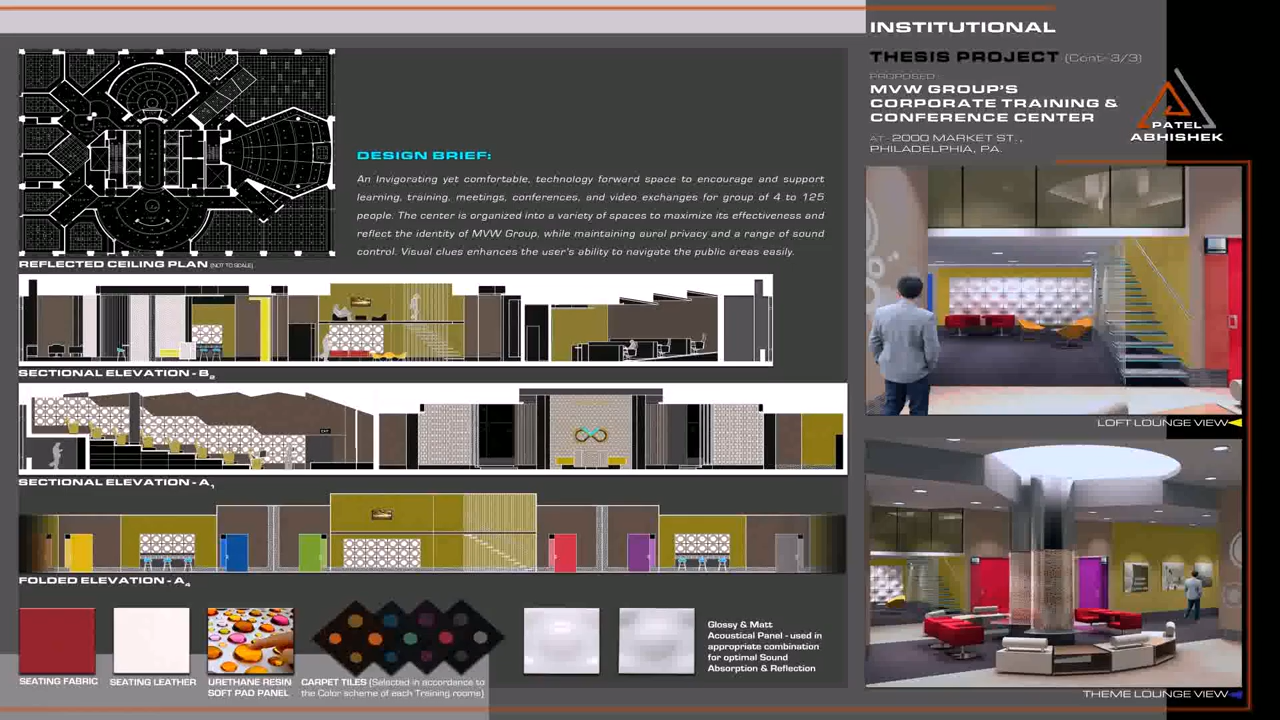 INSTITUTIONAL
THESIS PROJECT (Cont- 3/3)
PROPOSED:
MVW GROUP'S
CORPORATE TRAINING &
CONFERENCE CENTER
AT- 2000 MARKET ST.,
PHILADELPHIA, PA.
PATEL
ABHISHEK
DESIGN BRIEF:
An Invigorating yet comfortable, technology forward space to encourage and support
learning, training, meetings, conferences, and video exchanges for group of 4 to 125
people. The center is organized into a variety of spaces to maximize its effectiveness and
reflect the identity of MVW Group, while maintaining aural privacy and a range of sound
control. Visual clues enhances the user's ability to navigate the public areas easily.
REFLECTED CEILING PLAN (NOT TO SCALE)
SECTIONAL ELEVATION - B2
SECTIONAL ELEVATION - A1
EXIT
FOLDED ELEVATION - A4
LOFT LOUNGE VIEW
THEME LOUNGE VIEW
SEATING FABRIC
SEATING LEATHER
URETHANE RESIN
SOFT PAD PANEL
CARPET TILES (Selected in accordance to
the Color scheme of each Training rooms)
Glossy & Matt
Acoustical Panel - used in
appropriate combination
for optimal Sound
Absorption & Reflection